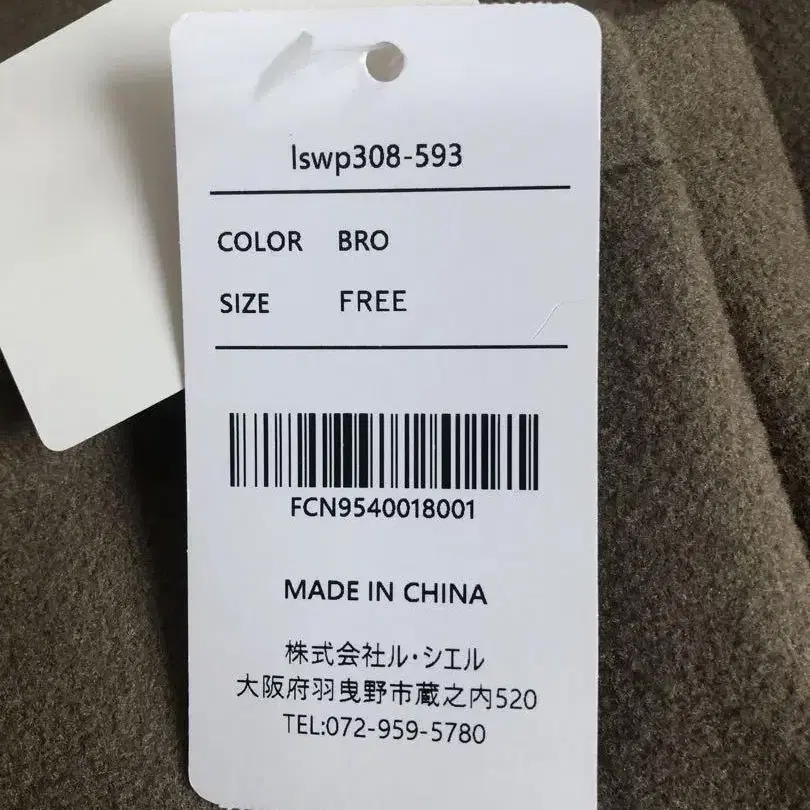 lswp308-593
COLOR BRO
SIZE FREE
FCN9540018001
MADE IN CHINA
株式会社ル・シエル
大阪府羽曳野市蔵之内520
TEL:072-959-5780